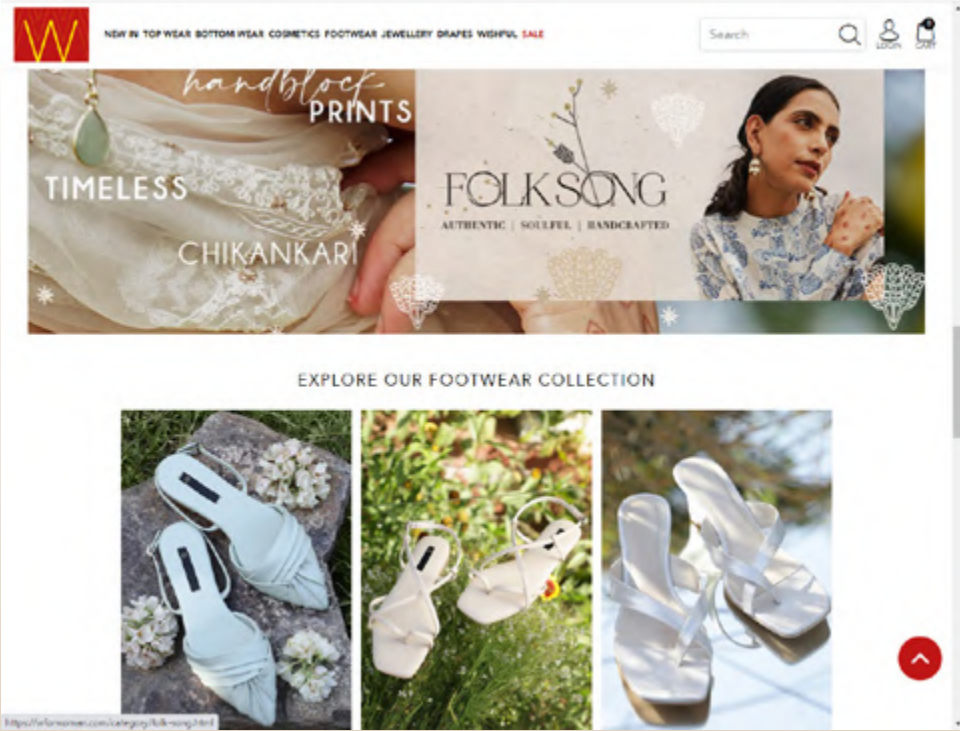 W
NEW IN TOP WEAR BOTTOM WEAR COSMETICS FOOTWEAR JEWELLERY DRAPES WISHFUL SALE
Search
LOGIN
CART
0
handblock
PRINTS
TIMELESS
CHIKANKARI
FOLKSONG
AUTHENTIC | SOULFUL | HANDCRAFTED
EXPLORE OUR FOOTWEAR COLLECTION
https://wforwoman.com/category/folk-song.html